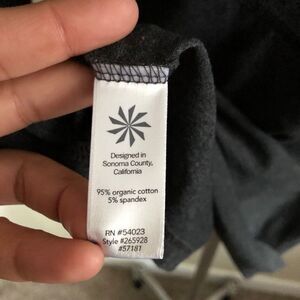 Designed in
Sonoma County,
California
95% organic cotton
5% spandex
RN #54023
Style #265928
#57181